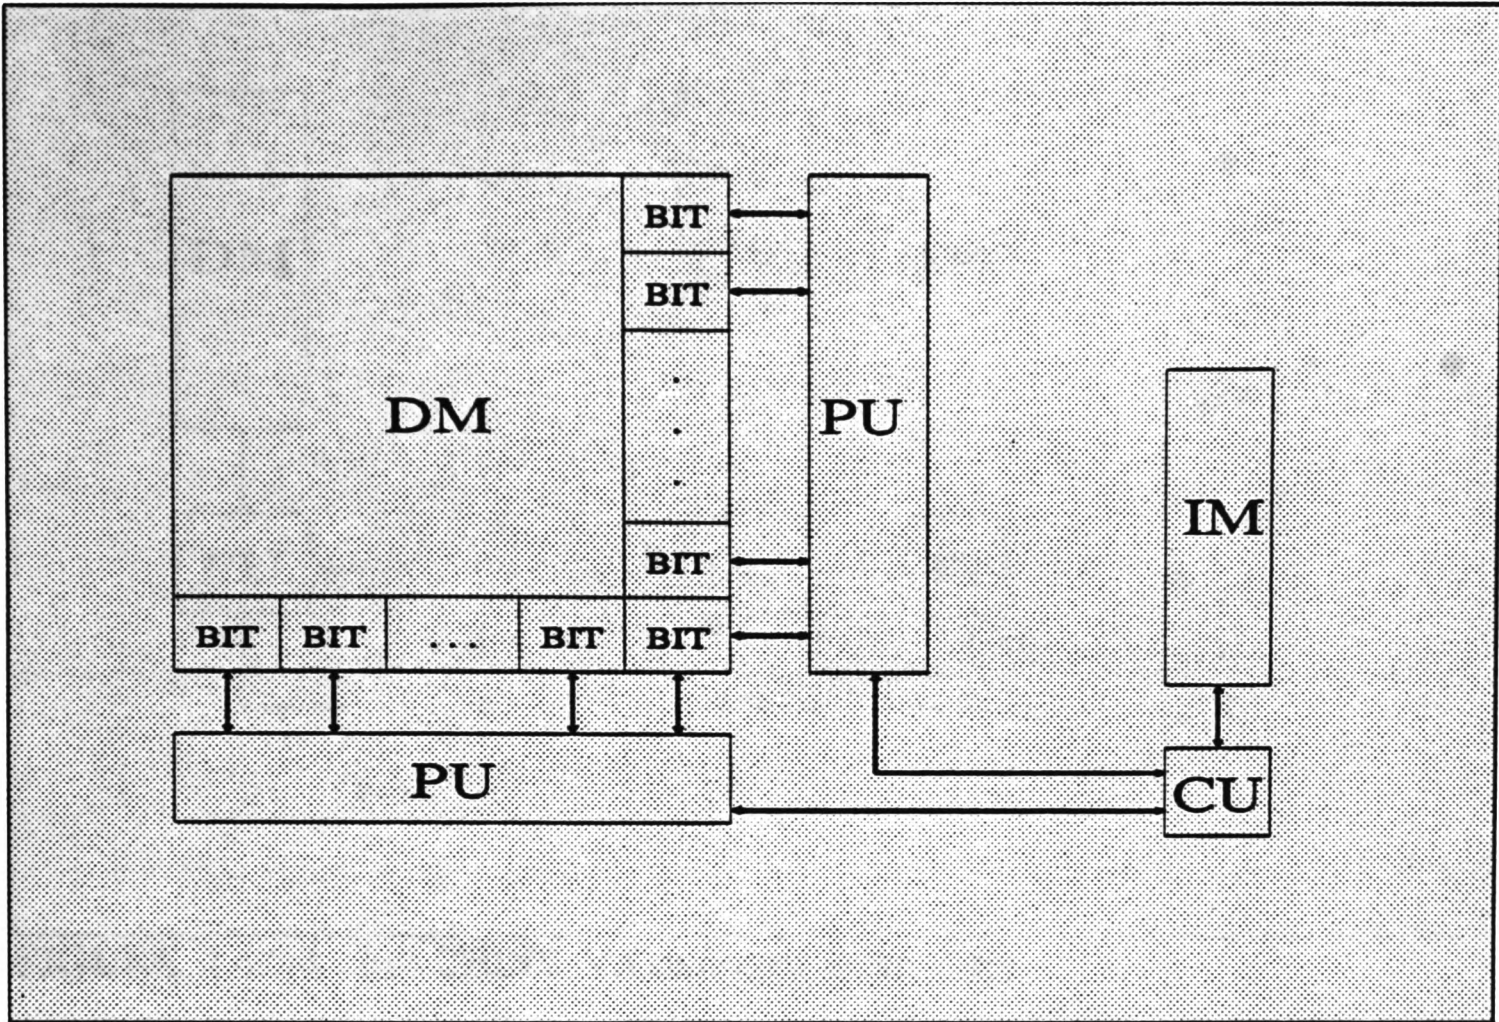 BIT
BIT
.
.
.
DM
PU
IM
BIT
BIT BIT ... BIT BIT
PU
CU